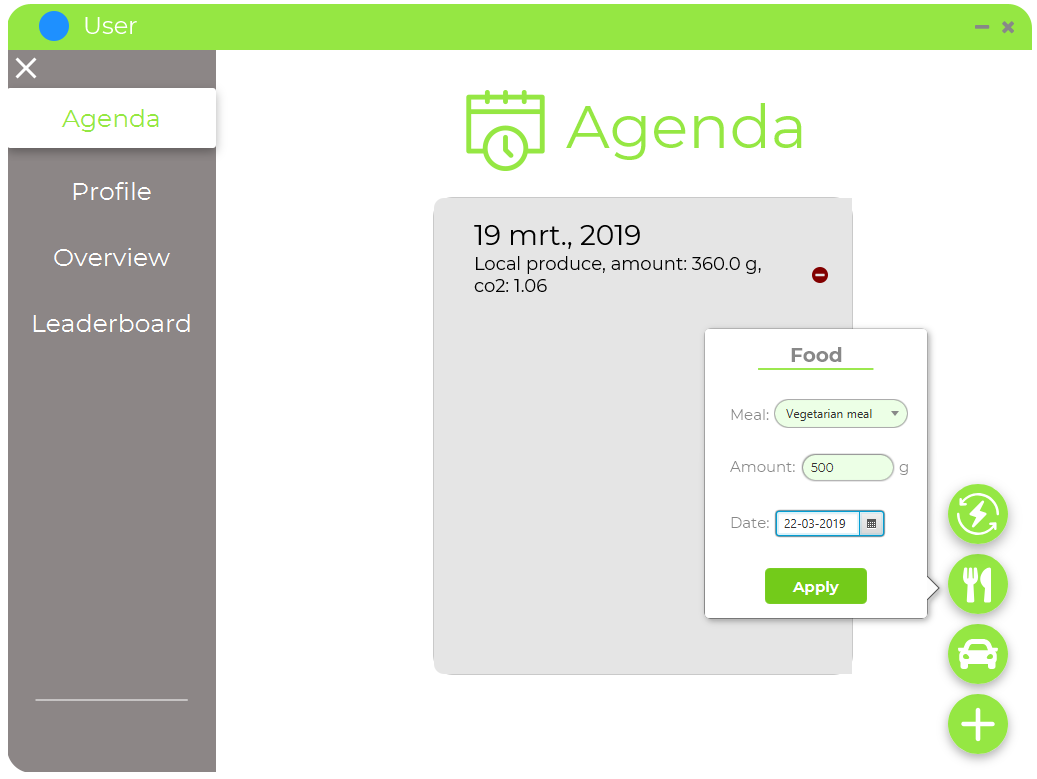 User
Agenda
Profile
Overview
Leaderboard
Agenda
19 mrt., 2019
Local produce, amount: 360.0 g,
co2: 1.06
Food
Meal: Vegetarian meal
Amount: 500 g
Date: 22-03-2019
Apply